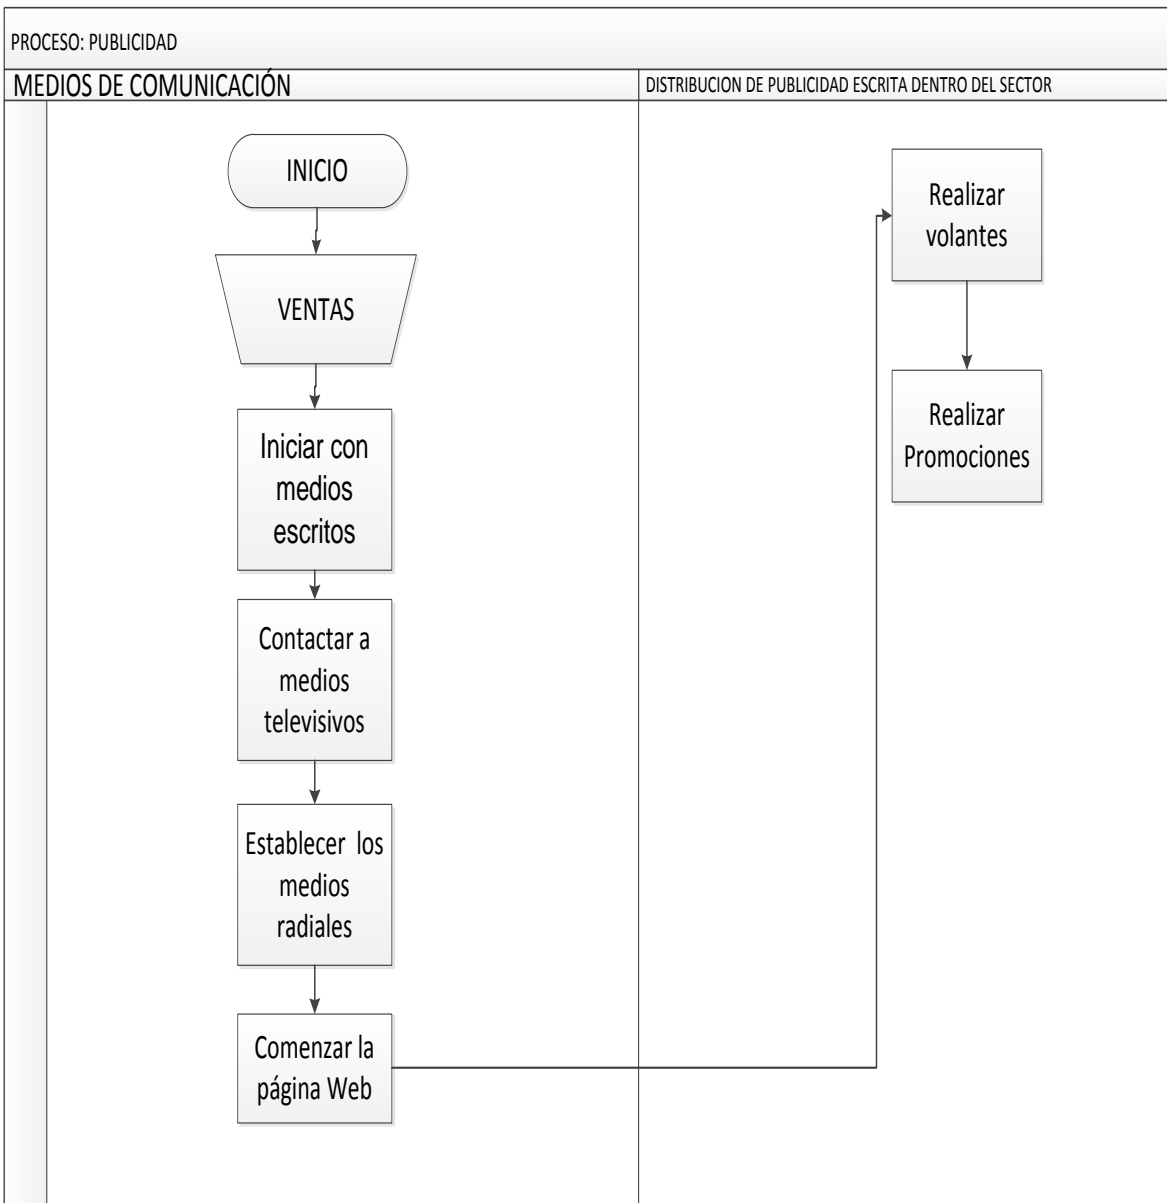 PROCESO: PUBLICIDAD
MEDIOS DE COMUNICACIÓN
DISTRIBUCION DE PUBLICIDAD ESCRITA DENTRO DEL SECTOR
INICIO
VENTAS
Iniciar con
medios
escritos
Contactar a
medios
televisivos
Establecer los
medios
radiales
Comenzar la
página Web
Realizar
volantes
Realizar
Promociones